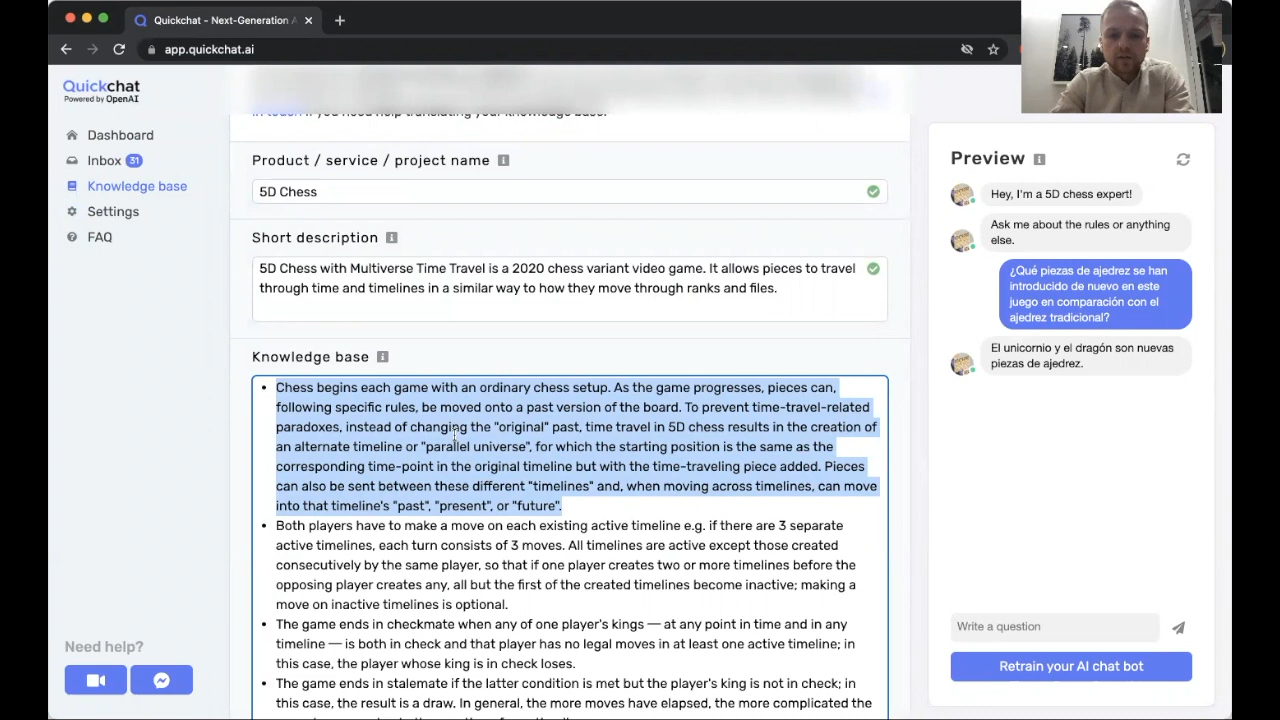 Quickchat - Next-Generation A
app.quickchat.ai
Quickchat
Powered by OpenAI
Dashboard
Inbox 31
Knowledge base
Settings
FAQ
Need help?
in touch if you need help translating your knowledge base.
Product / service / project name
5D Chess
Short description
5D Chess with Multiverse Time Travel is a 2020 chess variant video game. It allows pieces to travel
through time and timelines in a similar way to how they move through ranks and files.
Knowledge base
Chess begins each game with an ordinary chess setup. As the game progresses, pieces can,
following specific rules, be moved onto a past version of the board. To prevent time-travel-related
paradoxes, instead of changing the "original" past, time travel in 5D chess results in the creation of
an alternate timeline or "parallel universe", for which the starting position is the same as the
corresponding time-point in the original timeline but with the time-traveling piece added. Pieces
can also be sent between these different "timelines" and, when moving across timelines, can move
into that timeline's "past", "present", or "future".
Both players have to make a move on each existing active timeline e.g. if there are 3 separate
active timelines, each turn consists of 3 moves. All timelines are active except those created
consecutively by the same player, so that if one player creates two or more timelines before the
opposing player creates any, all but the first of the created timelines become inactive; making a
move on inactive timelines is optional.
The game ends in checkmate when any of one player's kings — at any point in time and in any
timeline — is both in check and that player has no legal moves in at least one active timeline; in
this case, the player whose king is in check loses.
The game ends in stalemate if the latter condition is met but the player's king is not in check; in
this case, the result is a draw. In general, the more moves have elapsed, the more complicated the
Preview
Hey, I'm a 5D chess expert!
Ask me about the rules or anything
else.
¿Qué piezas de ajedrez se han
introducido de nuevo en este
juego en comparación con el
ajedrez tradicional?
El unicornio y el dragón son nuevas
piezas de ajedrez.
Write a question
Retrain your AI chat bot